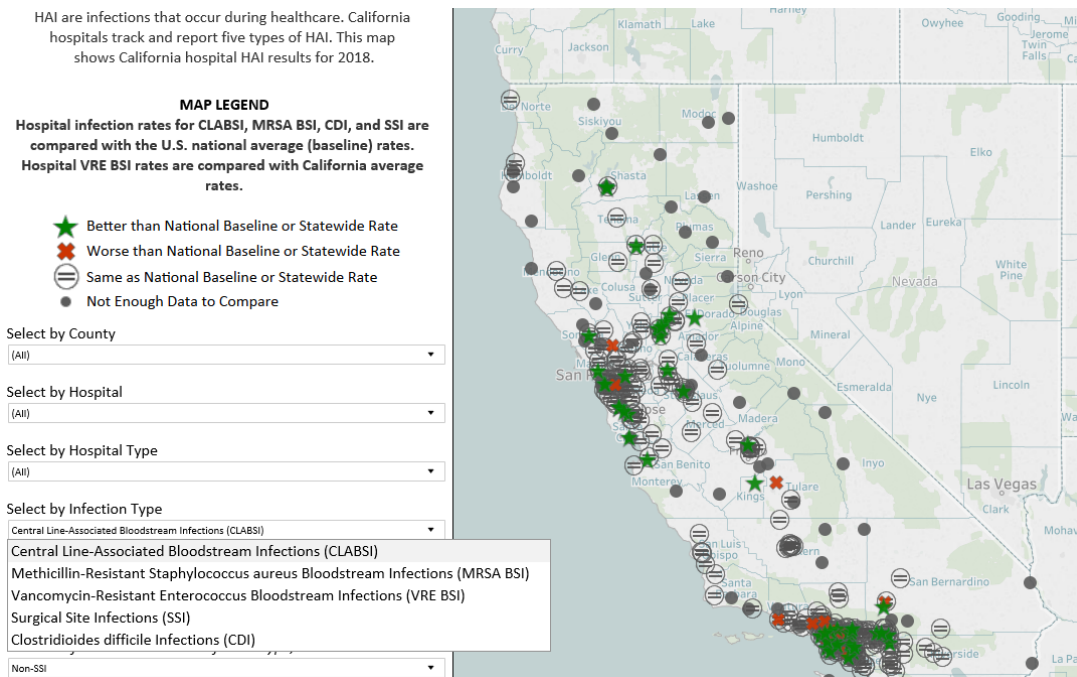 HAI are infections that occur during healthcare. California
hospitals track and report five types of HAI. This map
shows California hospital HAI results for 2018.
MAP LEGEND
Hospital infection rates for CLABSI, MRSA BSI, CDI, and SSI are
compared with the U.S. national average (baseline) rates.
Hospital VRE BSI rates are compared with California average
rates.
Better than National Baseline or Statewide Rate
Worse than National Baseline or Statewide Rate
Same as National Baseline or Statewide Rate
Not Enough Data to Compare
Select by County
(All)
Select by Hospital
(All)
Select by Hospital Type
(All)
Select by Infection Type
Central Line-Associated Bloodstream Infections (CLABSI)
Central Line-Associated Bloodstream Infections (CLABSI)
Methicillin-Resistant Staphylococcus aureus Bloodstream Infections (MRSA BSI)
Vancomycin-Resistant Enterococcus Bloodstream Infections (VRE BSI)
Surgical Site Infections (SSI)
Clostridioides difficile Infections (CDI)
Non-SSI
Klamath
Lake
Owyhee
Gooding
Jerome
Twin
Falls
Curry
Jackson
Siskiyou
Modoc
Humboldt
Elko
Shasta
Washoe
Pershing
Lander
Eureka
Plumas
Reno
Sierra
Churchill
White
Pine
Carson City
Nevada
Colusa
Placer
Lyon
Douglas
Alpine
Mineral
Mono
Esmeralda
Nye
Lincoln
Merced
Madera
San Benito
Monterey
Kings
Tulare
Inyo
Las Vegas
Clark
San Luis
Santa
San Bernardino